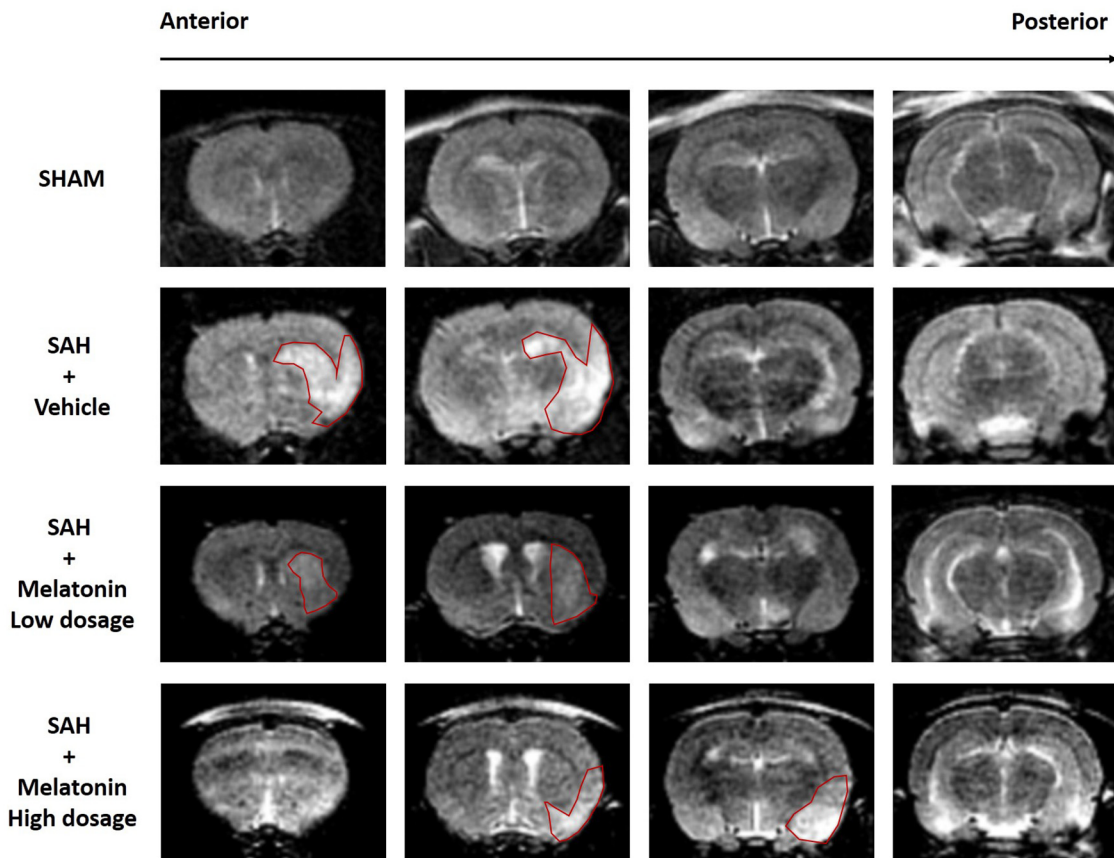 Anterior
Posterior
SHAM
SAH
+
Vehicle
SAH
+
Melatonin
Low dosage
SAH
+
Melatonin
High dosage